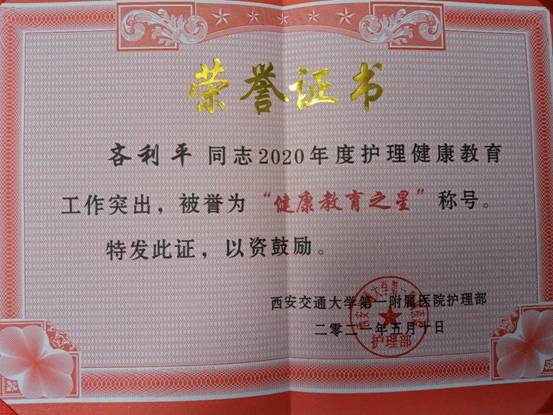 荣誉证书
吝利平 同志2020年度护理健康教育
工作突出，被誉为“健康教育之星”称号。
特发此证，以资鼓励。
西安交通大学第一附属医院护理部
二零二一年五月十日
护理部